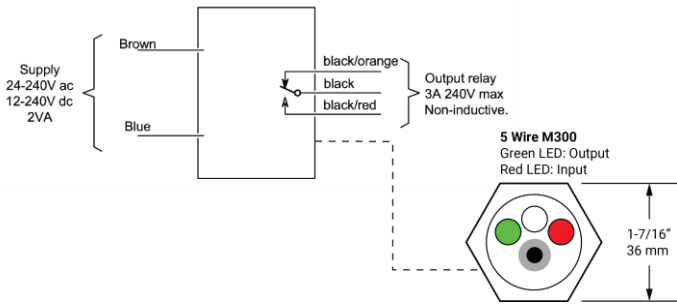 Supply
24-240V ac
12-240V dc
2VA
Brown
Blue
black/orange
black
black/red
Output relay
3A 240V max
Non-inductive.
5 Wire M300
Green LED: Output
Red LED: Input
1-7/16"
36 mm